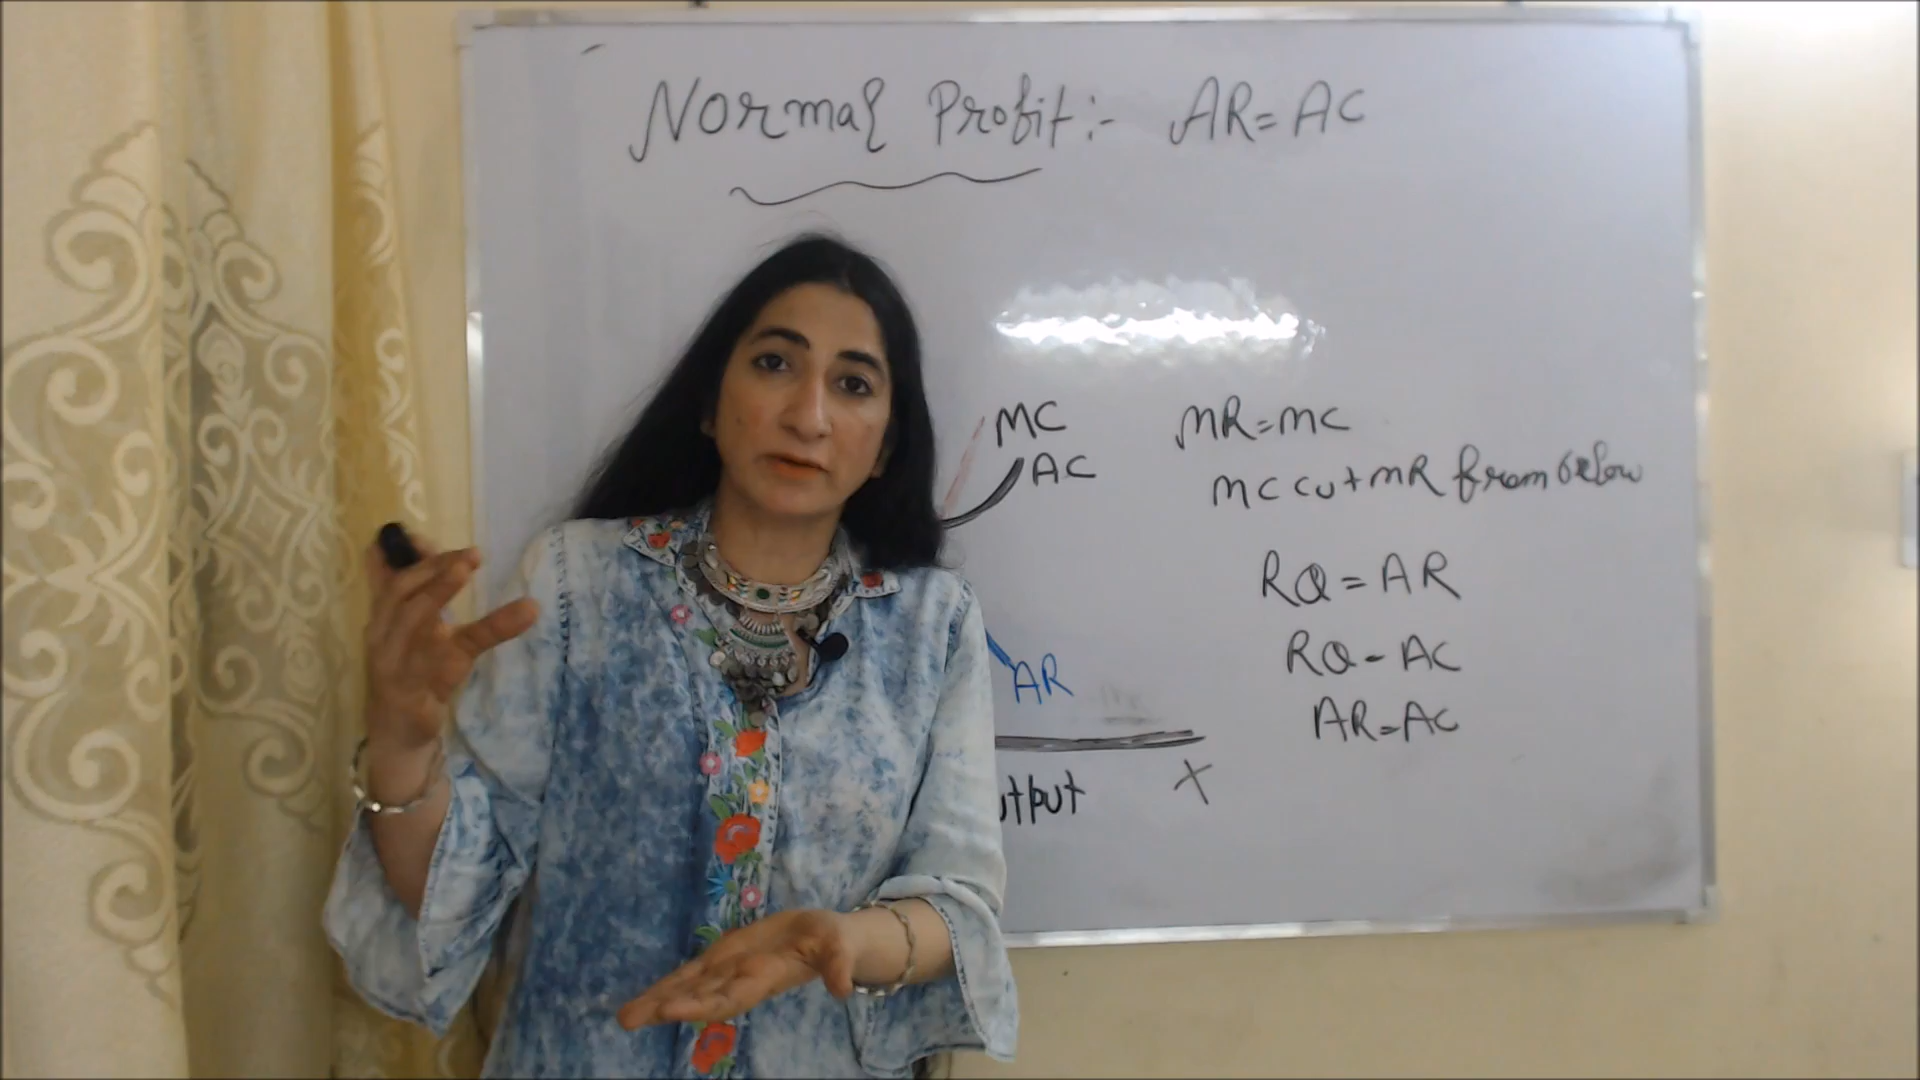 Normal Profit:- AR=AC
MC
AC
MR=MC
MC cut MR from below
RQ=AR
RQ-AC
AR=AC
AR
utput
X